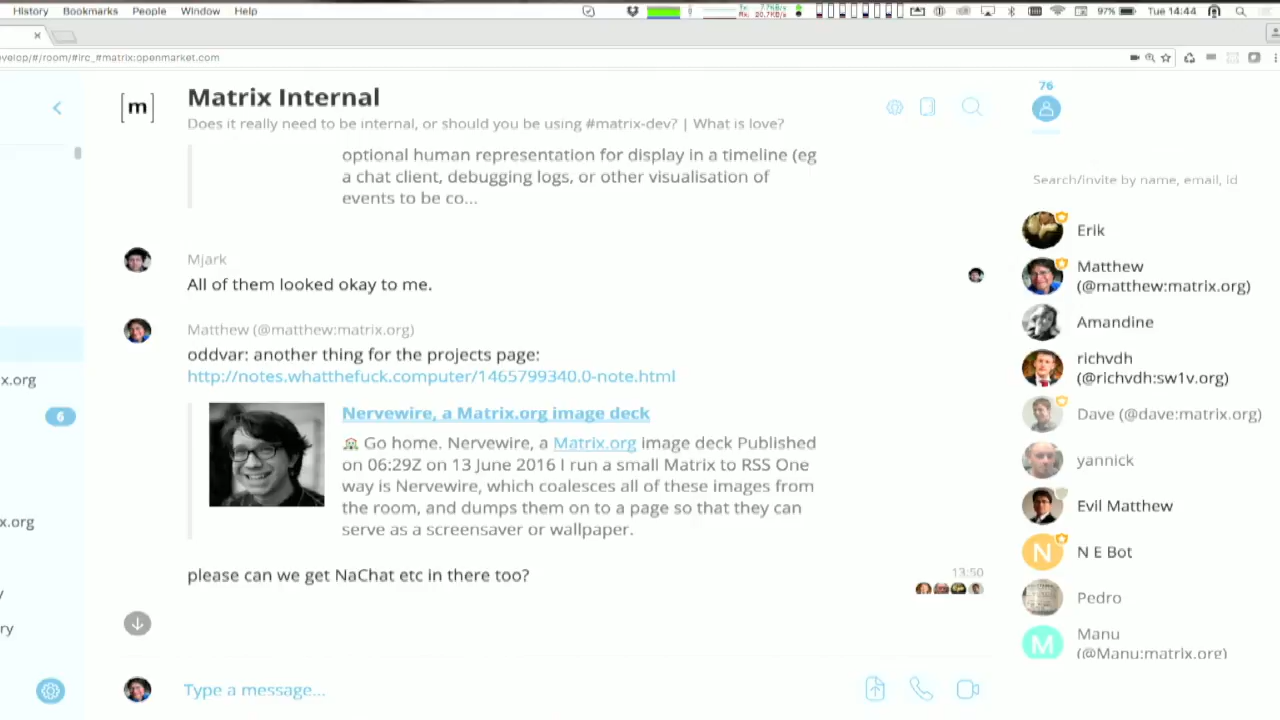 History Bookmarks People Window Help
Tx: 7.7KB/s
Rx: 20.7KB/s
97%
Tue 14:44
velop/#/room/#irc_#matrix:openmarket.com
[m]
Matrix Internal
Does it really need to be internal, or should you be using #matrix-dev? | What is love?
76
optional human representation for display in a timeline (eg
a chat client, debugging logs, or other visualisation of
events to be co...
Mjark
All of them looked okay to me.
Matthew (@matthew:matrix.org)
oddvar: another thing for the projects page:
http://notes.whatthefuck.computer/1465799340.0-note.html
Nervewire, a Matrix.org image deck
Go home. Nervewire, a Matrix.org image deck Published
on 06:29Z on 13 June 2016 I run a small Matrix to RSS One
way is Nervewire, which coalesces all of these images from
the room, and dumps them on to a page so that they can
serve as a screensaver or wallpaper.
please can we get NaChat etc in there too?
13:50
Type a message...
x.org
6
x.org
y
ry
Search/invite by name, email, id
Erik
Matthew
(@matthew:matrix.org)
Amandine
richvdh
(@richvdh:sw1v.org)
Dave (@dave:matrix.org)
yannick
Evil Matthew
N
N E Bot
Pedro
M
Manu
(@Manu:matrix.org)